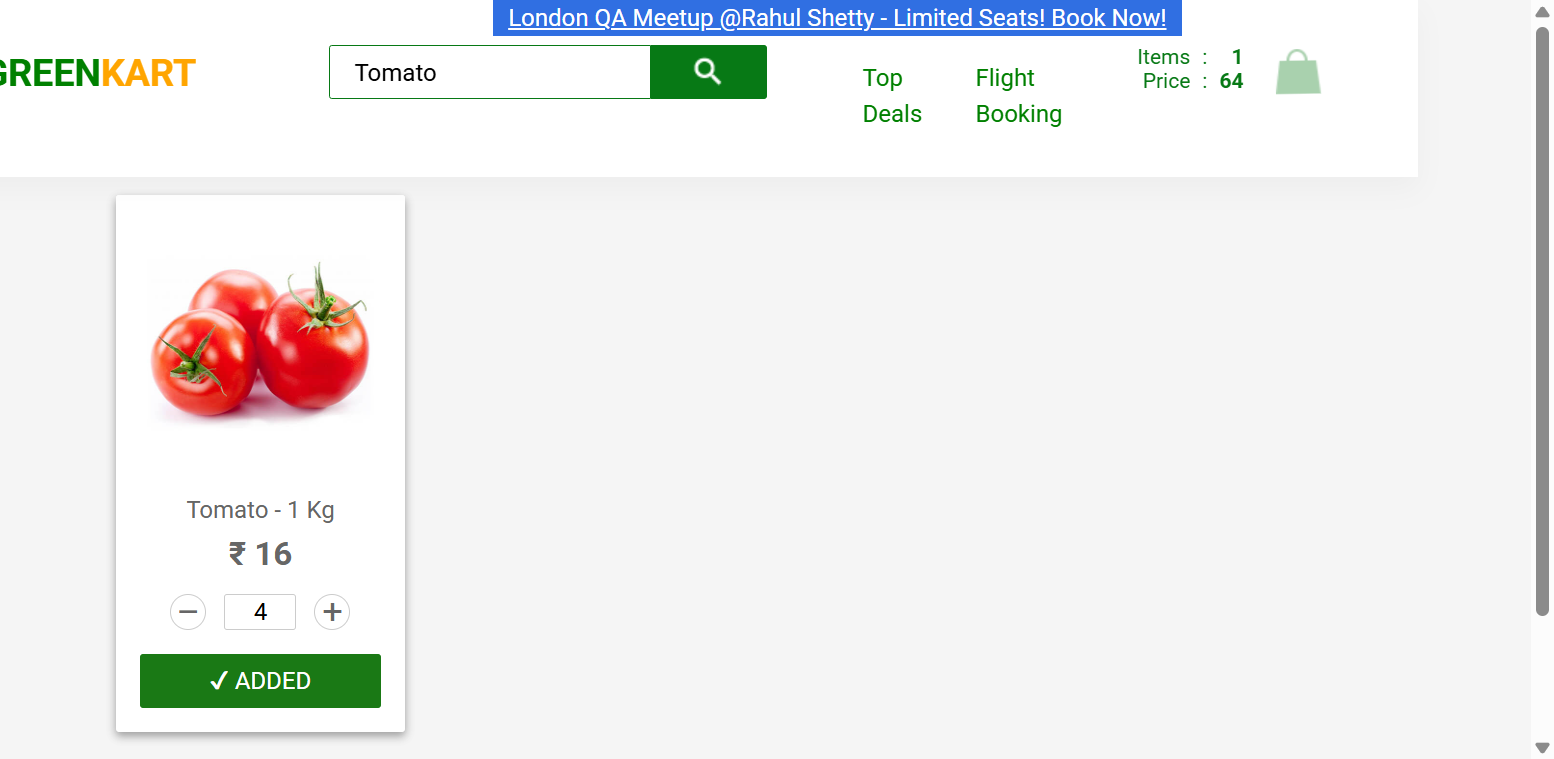 London QA Meetup @Rahul Shetty - Limited Seats! Book Now!
GREENKART
Tomato
Top Deals
Flight Booking
Items : 1
Price : 64
Tomato - 1 Kg
₹ 16
4
✓ ADDED